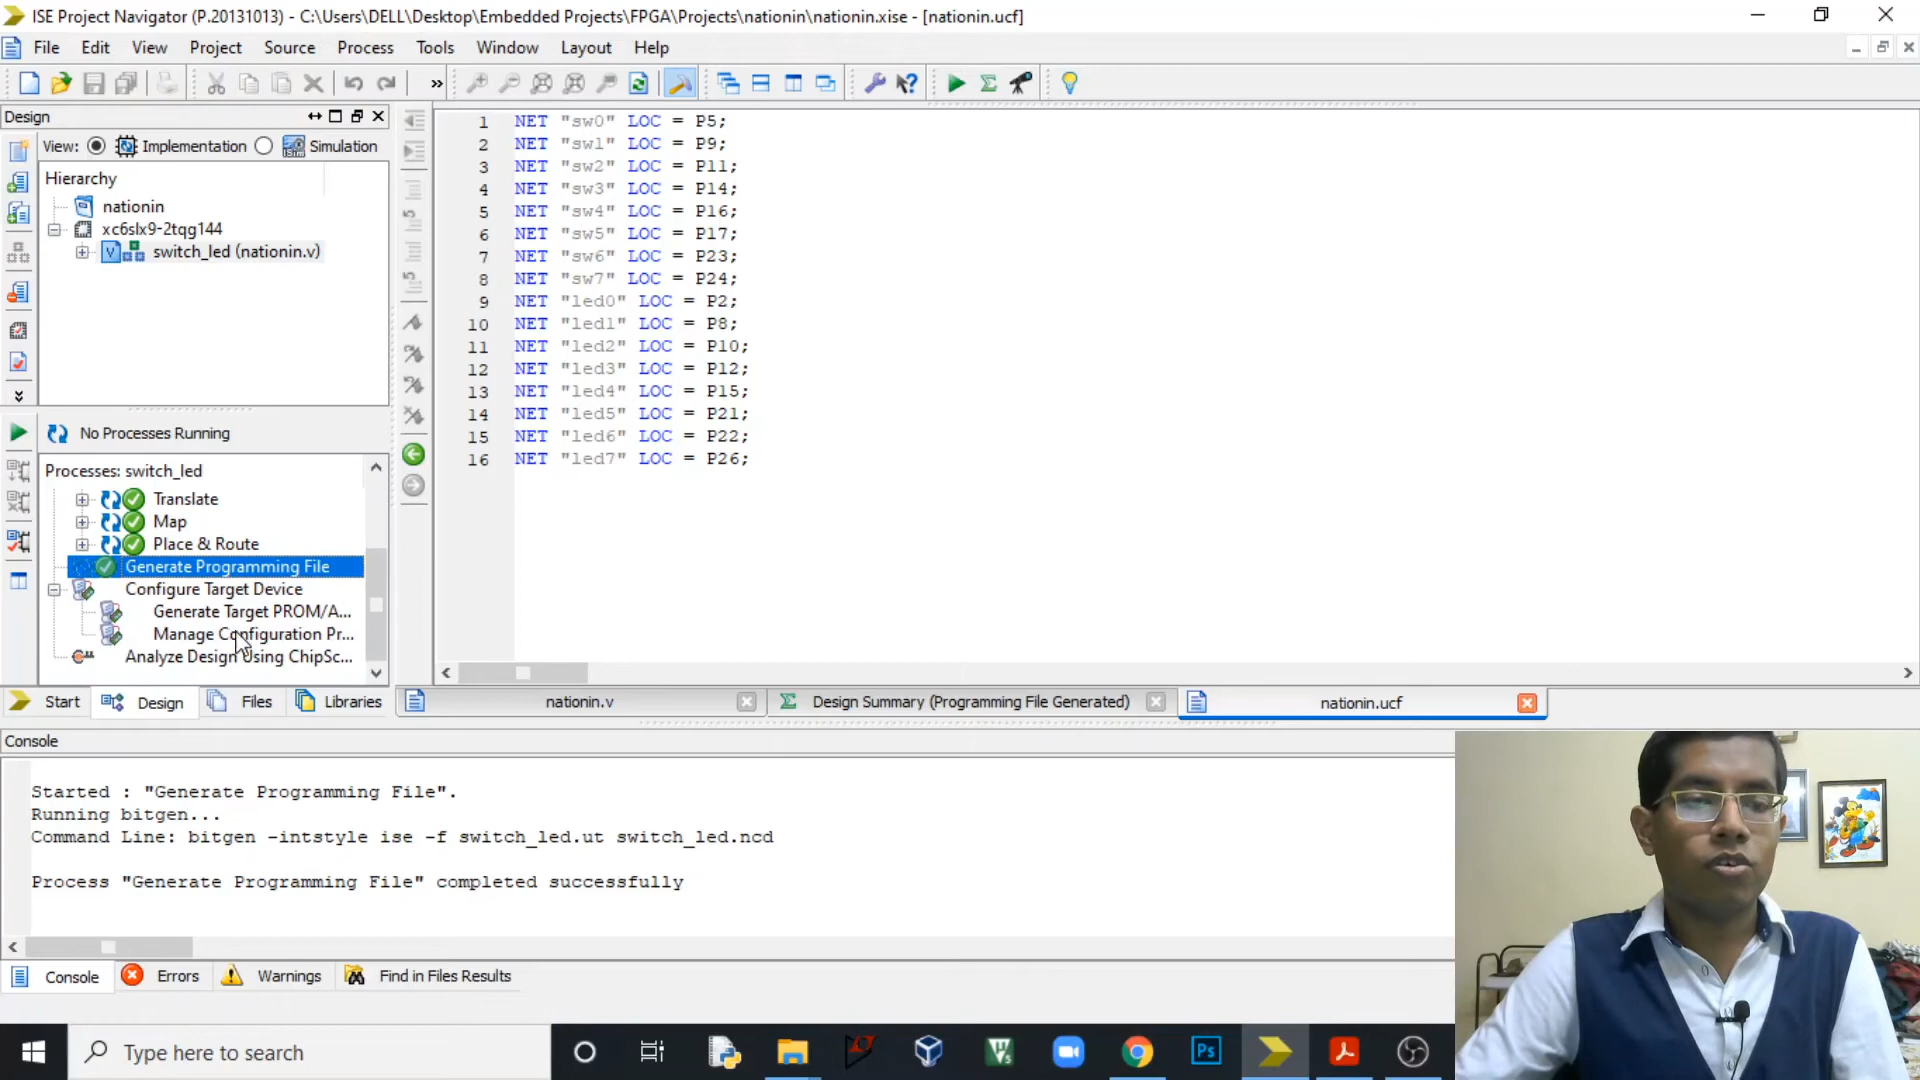 ISE Project Navigator (P.20131013) - C:\Users\DELL\Desktop\Embedded Projects\FPGA\Projects\nationin\nationin.xise - [nationin.ucf]
File Edit View Project Source Process Tools Window Layout Help
Design
View: Implementation Simulation
Hierarchy
nationin
xc6slx9-2tqg144
switch_led (nationin.v)
No Processes Running
Processes: switch_led
Translate
Map
Place & Route
Generate Programming File
Configure Target Device
Generate Target PROM/A...
Manage Configuration Pr...
Analyze Design Using ChipSc...
Start Design Files Libraries
1 NET "sw0" LOC = P5;
2 NET "sw1" LOC = P9;
3 NET "sw2" LOC = P11;
4 NET "sw3" LOC = P14;
5 NET "sw4" LOC = P16;
6 NET "sw5" LOC = P17;
7 NET "sw6" LOC = P23;
8 NET "sw7" LOC = P24;
9 NET "led0" LOC = P2;
10 NET "led1" LOC = P8;
11 NET "led2" LOC = P10;
12 NET "led3" LOC = P12;
13 NET "led4" LOC = P15;
14 NET "led5" LOC = P21;
15 NET "led6" LOC = P22;
16 NET "led7" LOC = P26;
nationin.v Design Summary (Programming File Generated) nationin.ucf
Console
Started : "Generate Programming File".
Running bitgen...
Command Line: bitgen -intstyle ise -f switch_led.ut switch_led.ncd
Process "Generate Programming File" completed successfully
Console Errors Warnings Find in Files Results
Type here to search
Ps